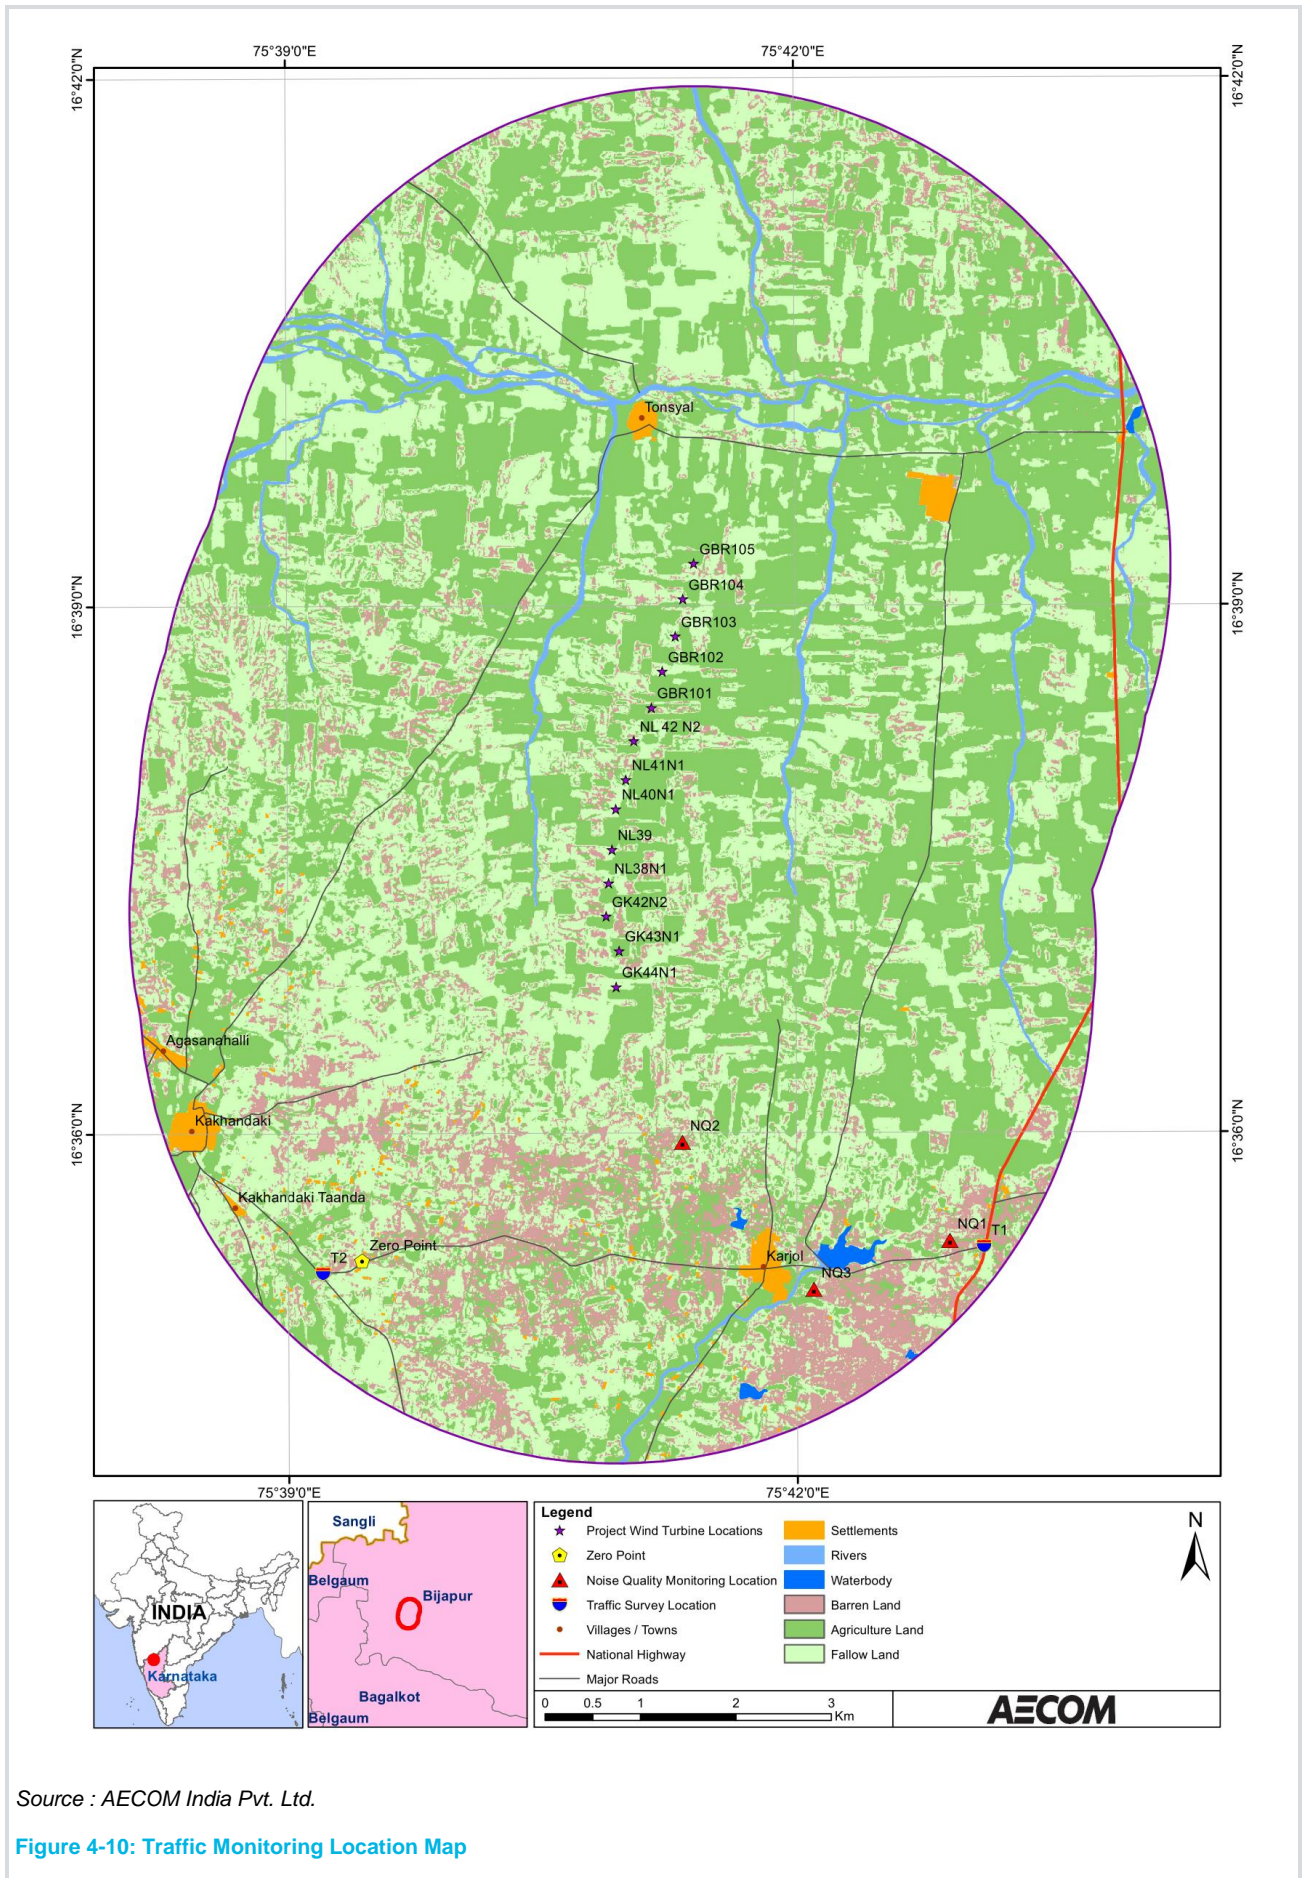 75°39'0"E
75°42'0"E
16°42'0"N
16°42'0"N
Tonsyal
GBR105
GBR104
16°39'0"N
16°39'0"N
GBR103
GBR102
GBR101
NL 42 N2
NL41N1
NL40N1
NL39
NL38N1
GK42N2
GK43N1
GK44N1
Agasanahalli
Kakhandaki
NQ2
16°36'0"N
16°36'0"N
Kakhandaki Taanda
NQ1
T1
T2
Zero Point
Karjol
NQ3
75°39'0"E
75°42'0"E
INDIA
Karnataka
Sangli
Belgaum
Bijapur
Bagalkot
Belgaum
Legend
Project Wind Turbine Locations
Zero Point
Noise Quality Monitoring Location
Traffic Survey Location
Villages / Towns
National Highway
Major Roads
Settlements
Rivers
Waterbody
Barren Land
Agriculture Land
Fallow Land
N
0 0.5 1 2 3
Km
AECOM
Source : AECOM India Pvt. Ltd.
Figure 4-10: Traffic Monitoring Location Map